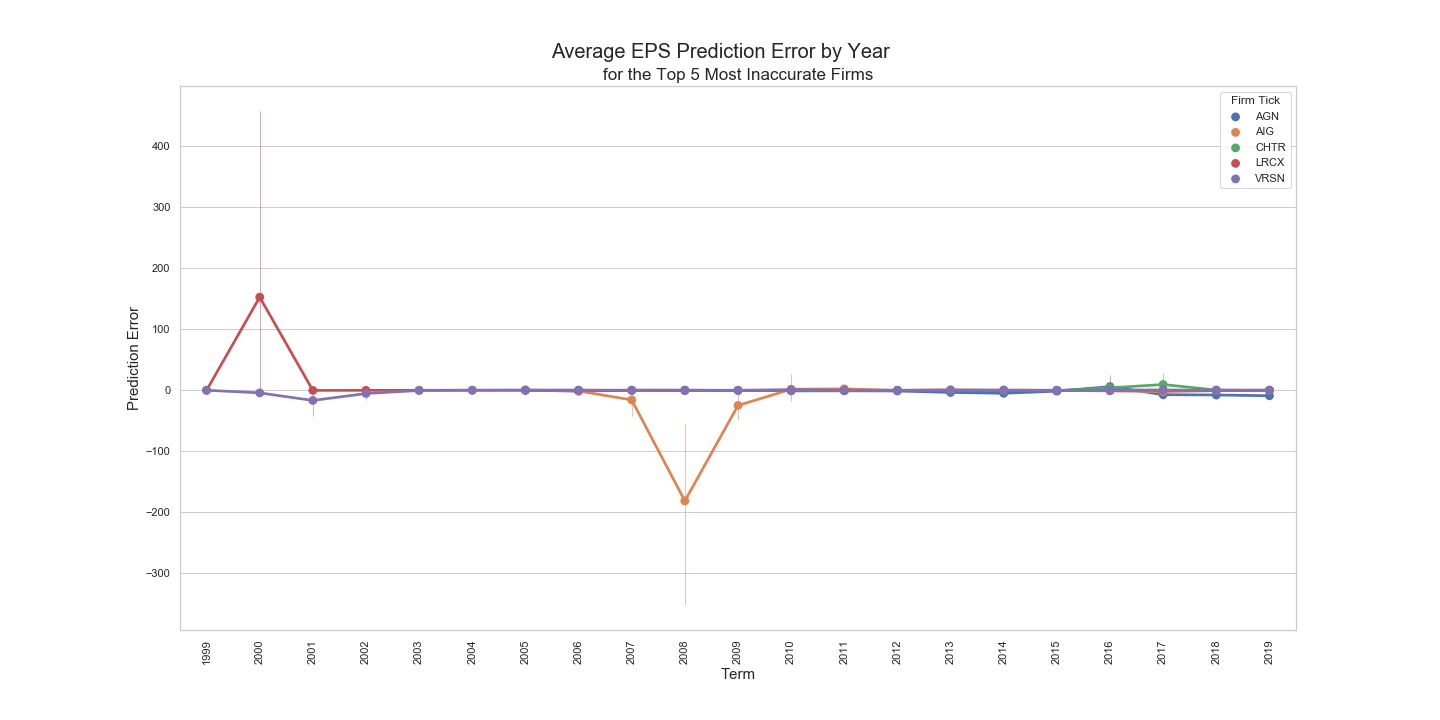 Average EPS Prediction Error by Year
for the Top 5 Most Inaccurate Firms
Firm Tick
AGN
AIG
CHTR
LRCX
VRSN
Prediction Error
400
300
200
100
0
−100
−200
−300
1999
2000
2001
2002
2003
2004
2005
2006
2007
2008
2009
2010
2011
2012
2013
2014
2015
2016
2017
2018
2019
Term